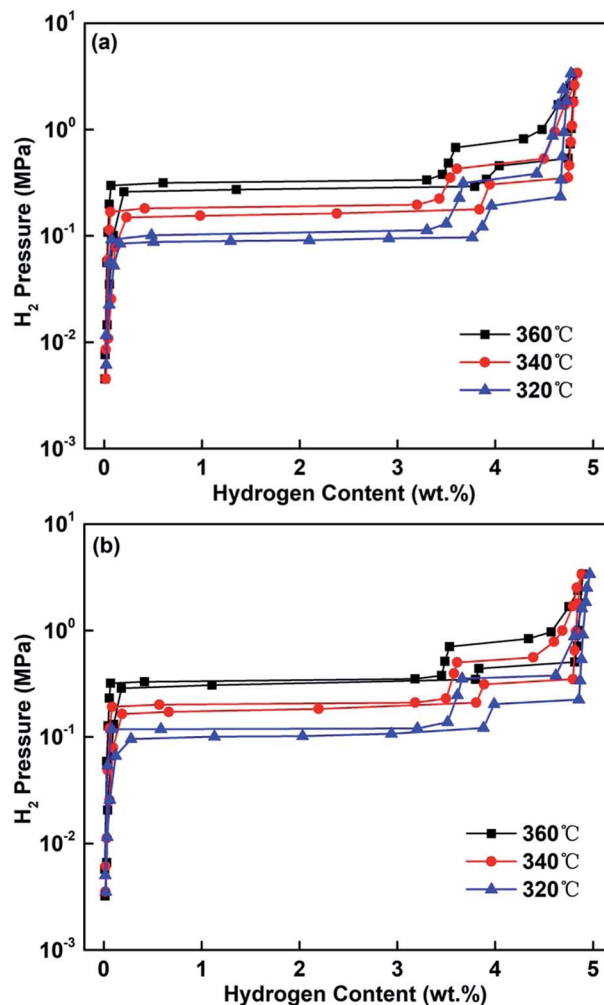 (a)
10¹
10⁰
10⁻¹
10⁻²
10⁻³
H₂ Pressure (MPa)
360℃
340℃
320℃
0 1 2 3 4 5
Hydrogen Content (wt.%)
(b)
10¹
10⁰
10⁻¹
10⁻²
10⁻³
H₂ Pressure (MPa)
360℃
340℃
320℃
0 1 2 3 4 5
Hydrogen Content (wt.%)